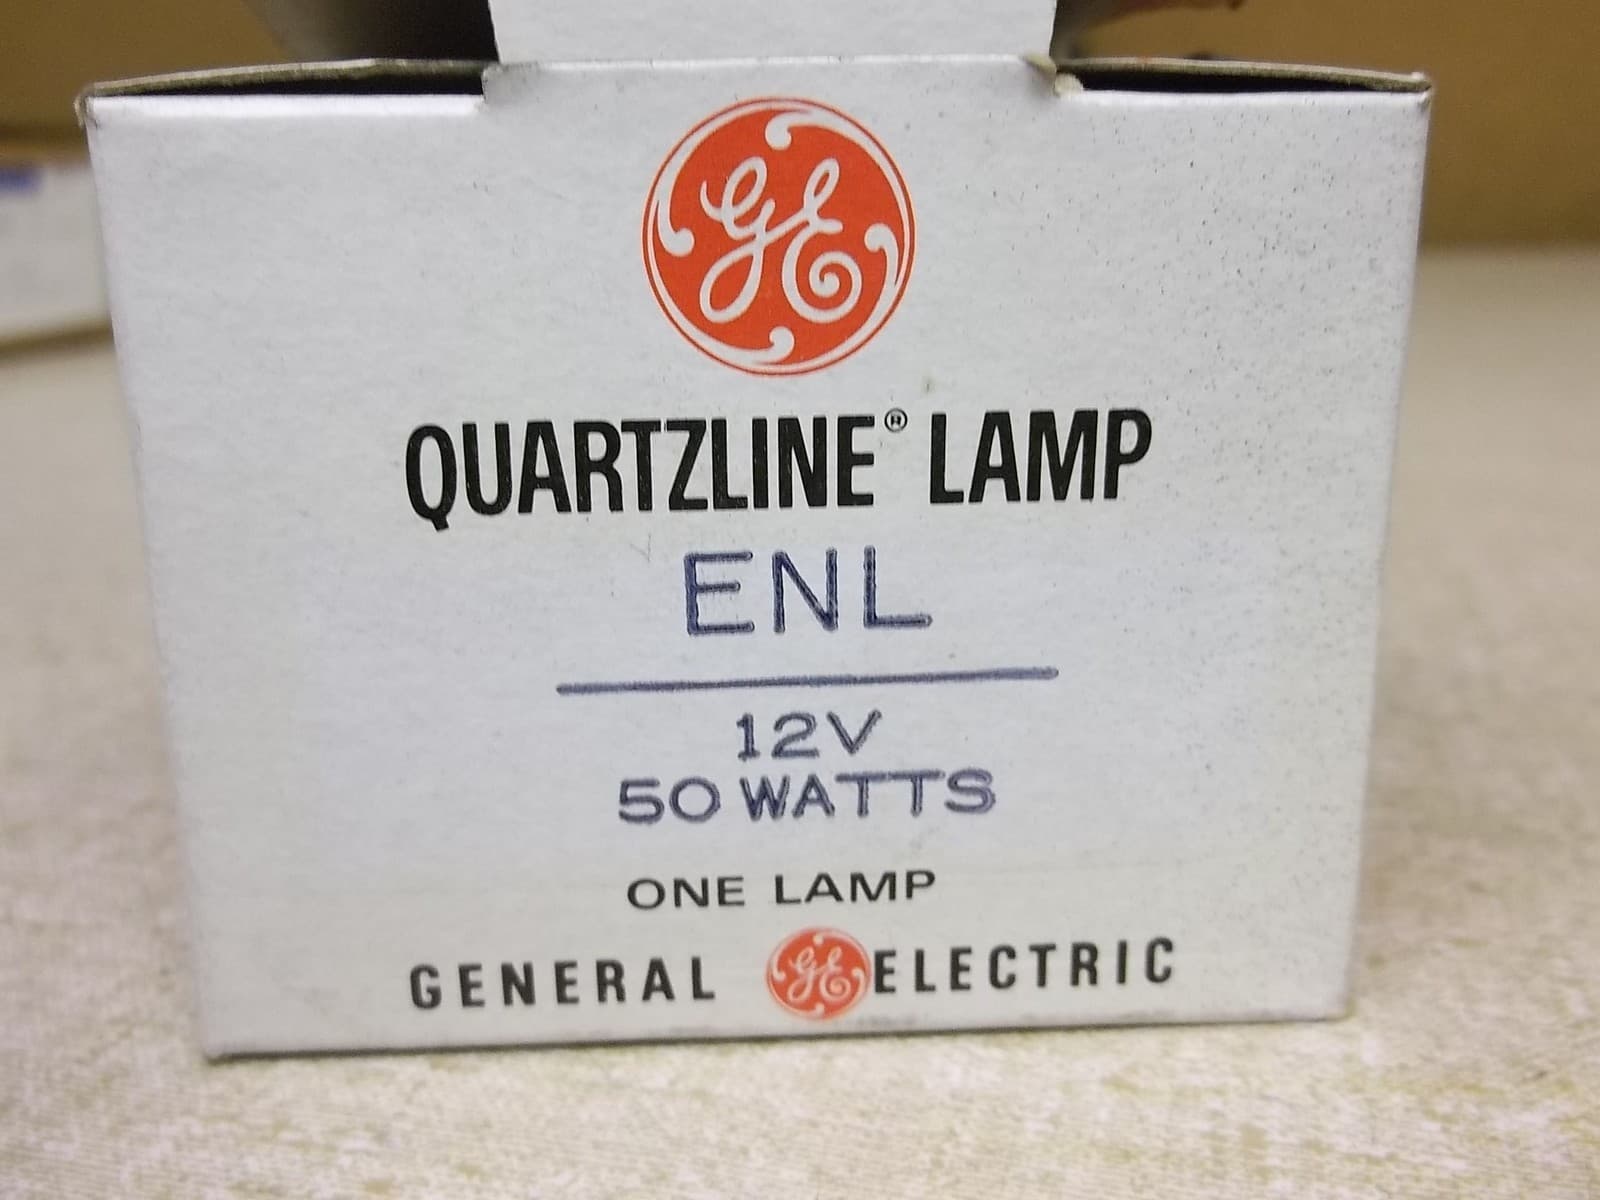 GE
QUARTZLINE® LAMP
ENL
12V
50 WATTS
ONE LAMP
GENERAL GE ELECTRIC